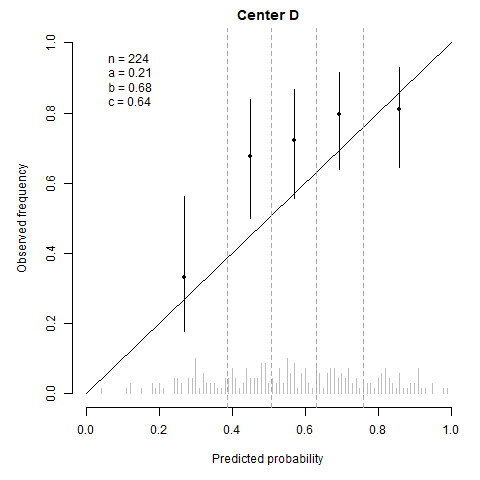 Center D
n = 224
a = 0.21
b = 0.68
c = 0.64
Observed frequency
1.0
0.8
0.6
0.4
0.2
0.0
0.0 0.2 0.4 0.6 0.8 1.0
Predicted probability